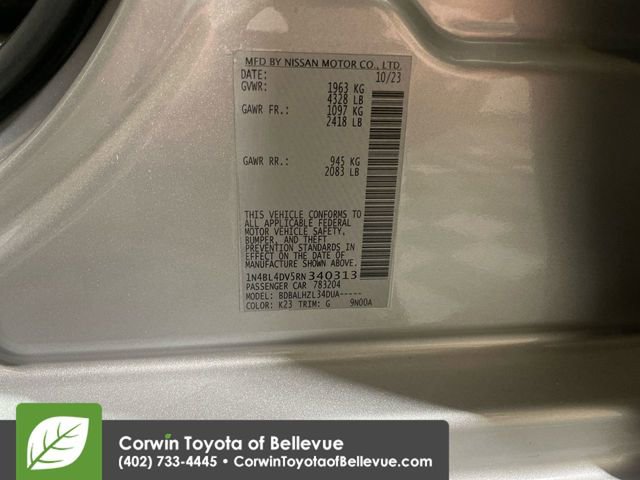 MFD BY NISSAN MOTOR CO., LTD.
DATE: 10/23
GVWR: 1963 KG
4328 LB
GAWR FR.: 1097 KG
2418 LB
GAWR RR.: 945 KG
2083 LB
THIS VEHICLE CONFORMS TO
ALL APPLICABLE FEDERAL
MOTOR VEHICLE SAFETY,
BUMPER, AND THEFT
PREVENTION STANDARDS IN
EFFECT ON THE DATE OF
MANUFACTURE SHOWN ABOVE.
1N4BL4DV5RN340313
PASSENGER CAR 783204
MODEL: BDBALHZL34DUA-----
COLOR: K23 TRIM: G 9N00A
Corwin Toyota of Bellevue
(402) 733-4445 • CorwinToyotaofBellevue.com